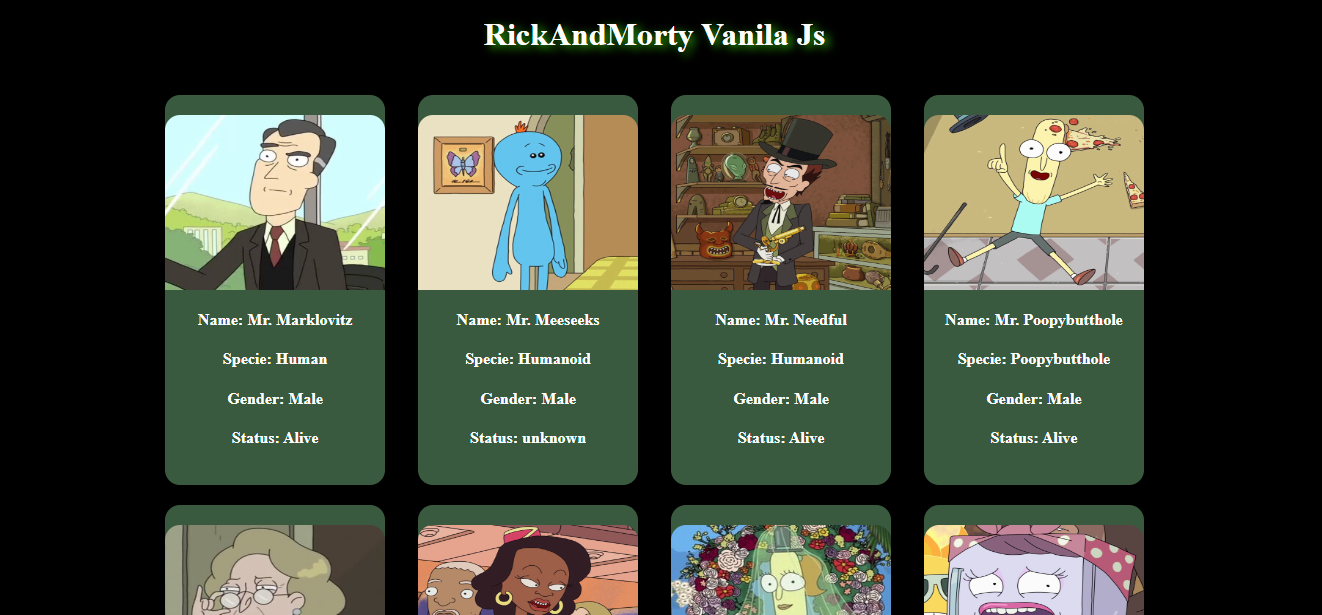 RickAndMorty Vanila Js
Name: Mr. Marklovitz
Specie: Human
Gender: Male
Status: Alive
Name: Mr. Meeseeks
Specie: Humanoid
Gender: Male
Status: unknown
Name: Mr. Needful
Specie: Humanoid
Gender: Male
Status: Alive
Name: Mr. Poopybutthole
Specie: Poopybutthole
Gender: Male
Status: Alive